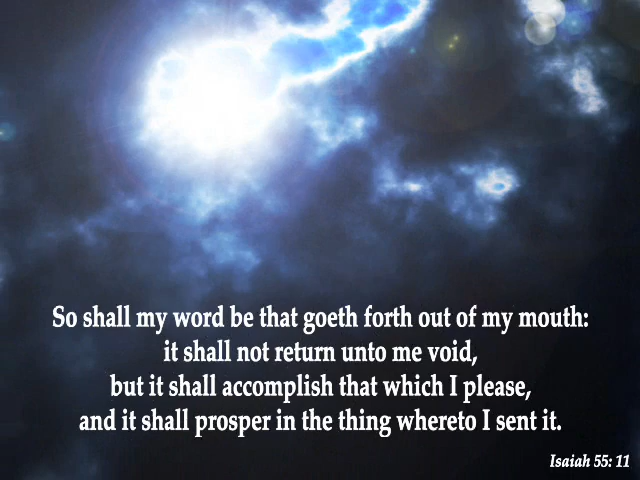 So shall my word be that goeth forth out of my mouth:
it shall not return unto me void,
but it shall accomplish that which I please,
and it shall prosper in the thing whereto I sent it.
Isaiah 55: 11